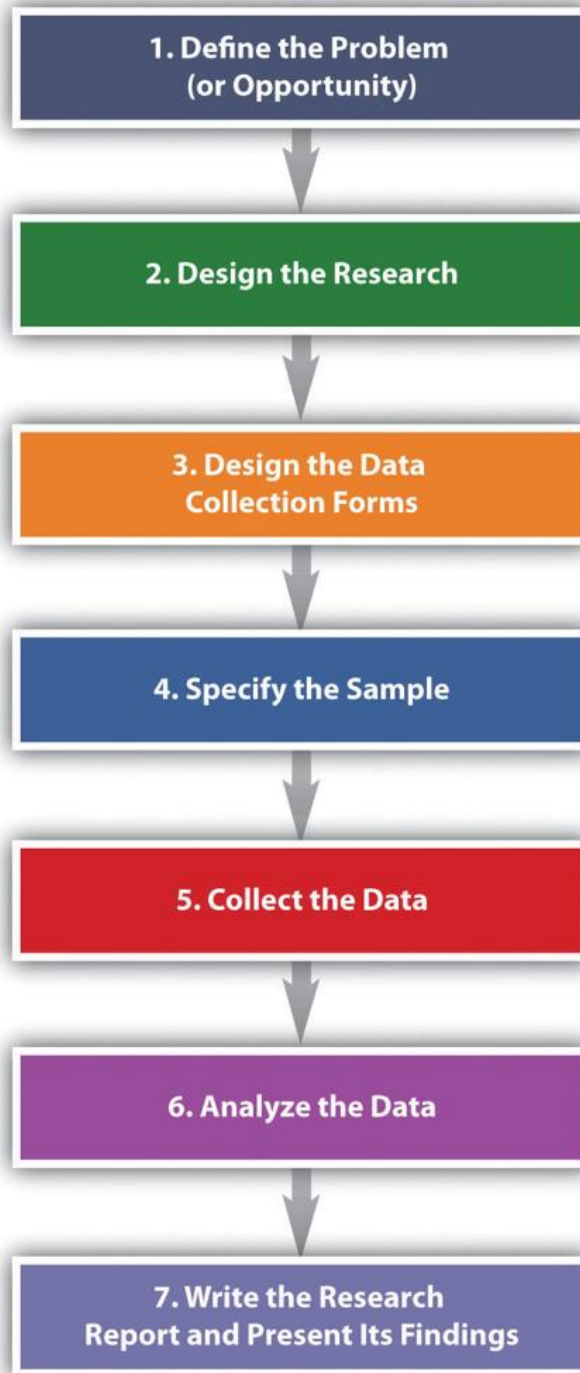 1. Define the Problem
(or Opportunity)
2. Design the Research
3. Design the Data
Collection Forms
4. Specify the Sample
5. Collect the Data
6. Analyze the Data
7. Write the Research
Report and Present Its Findings